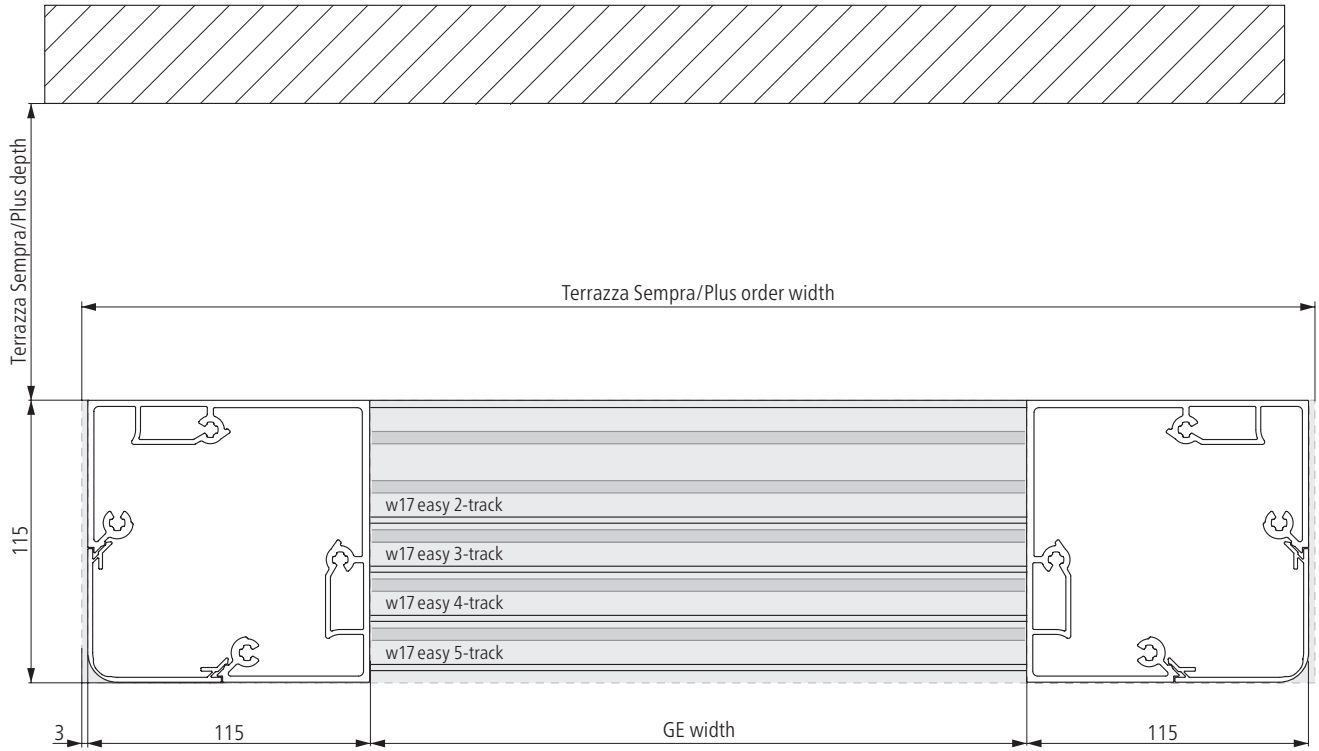 Terrazza Sempra/Plus depth
Terrazza Sempra/Plus order width
115
w17 easy 2-track
w17 easy 3-track
w17 easy 4-track
w17 easy 5-track
3
115
GE width
115